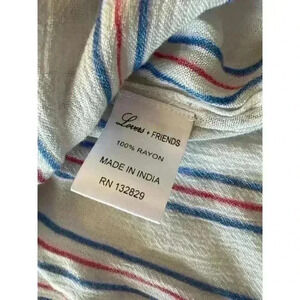 Lovers + FRIENDS
100% RAYON
MADE IN INDIA
RN 132829